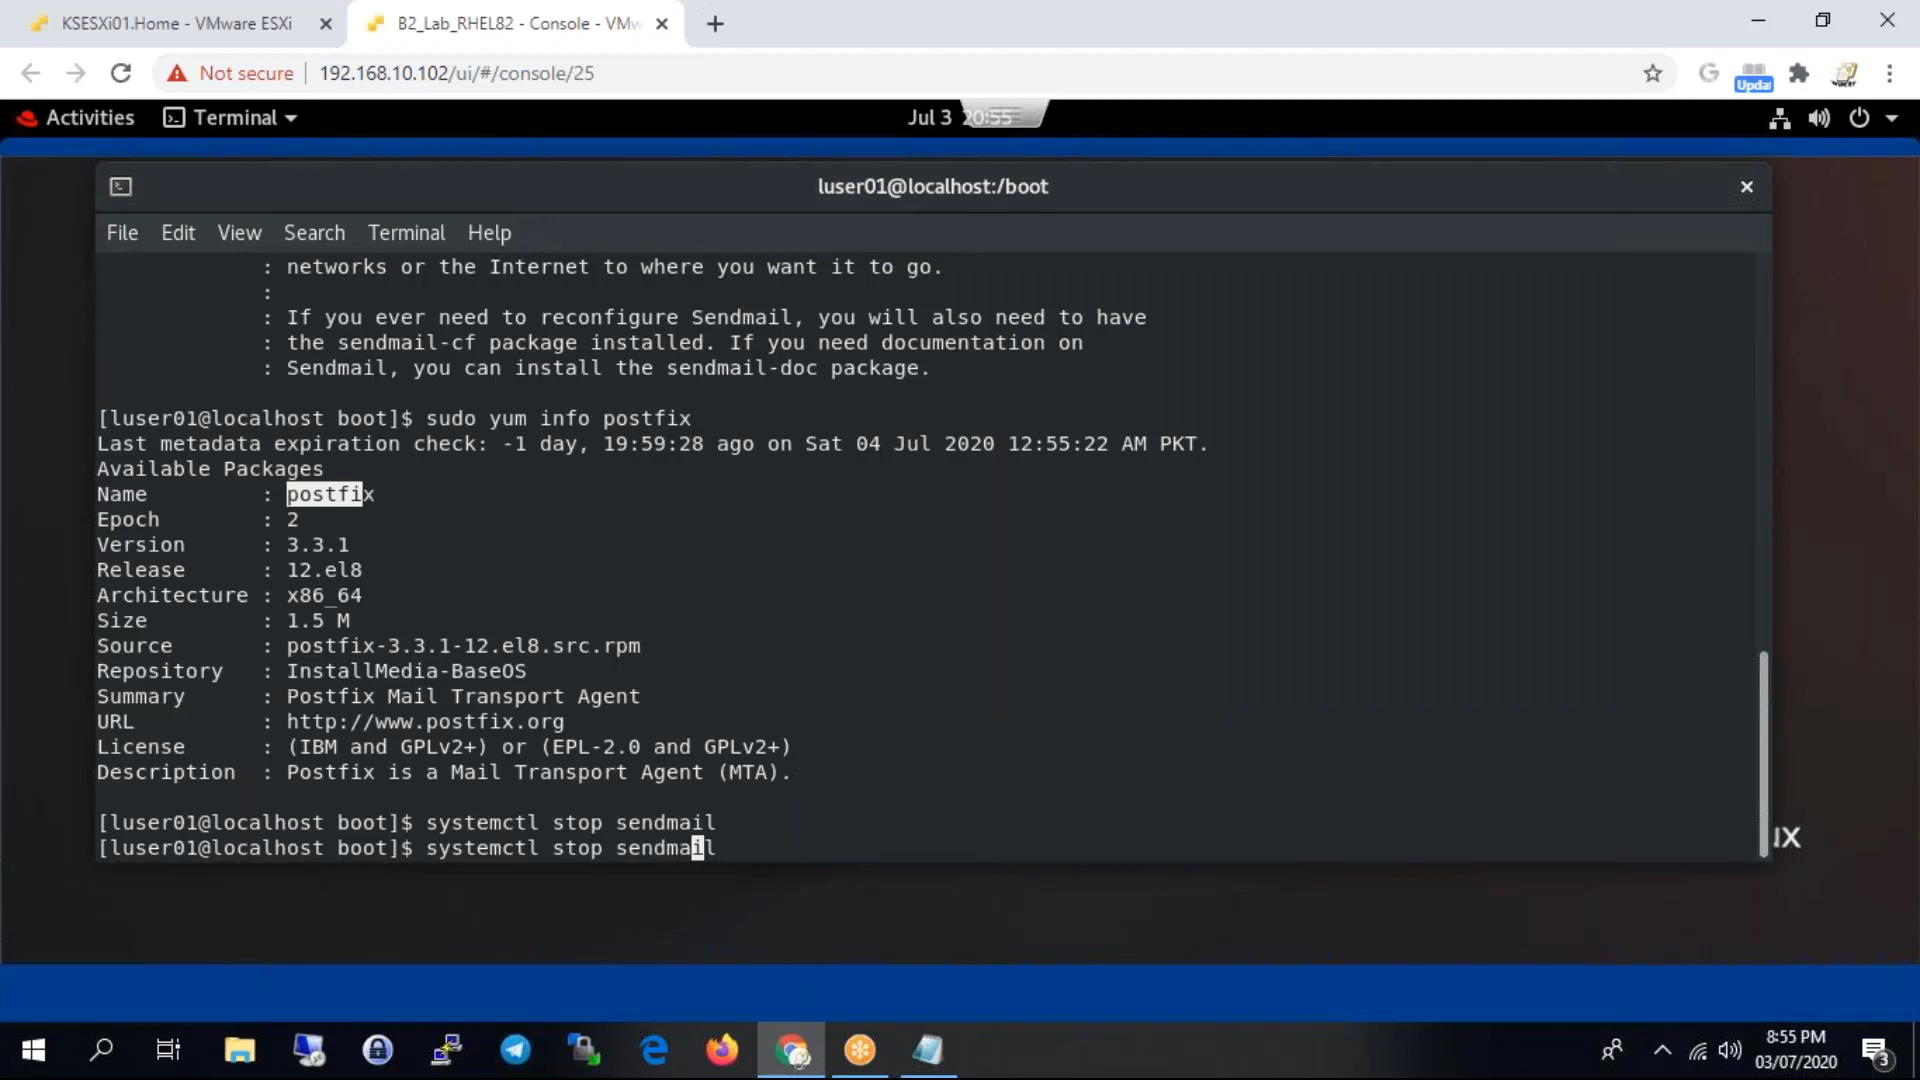 KSESXi01.Home - VMware ESXi
B2_Lab_RHEL82 - Console - VMw
Not secure
192.168.10.102/ui/#/console/25
Updat
Activities
Terminal
Jul 3 20:55
luser01@localhost:/boot
File Edit View Search Terminal Help
: networks or the Internet to where you want it to go.
:
: If you ever need to reconfigure Sendmail, you will also need to have
: the sendmail-cf package installed. If you need documentation on
: Sendmail, you can install the sendmail-doc package.
[luser01@localhost boot]$ sudo yum info postfix
Last metadata expiration check: -1 day, 19:59:28 ago on Sat 04 Jul 2020 12:55:22 AM PKT.
Available Packages
Name : postfix
Epoch : 2
Version : 3.3.1
Release : 12.el8
Architecture : x86_64
Size : 1.5 M
Source : postfix-3.3.1-12.el8.src.rpm
Repository : InstallMedia-BaseOS
Summary : Postfix Mail Transport Agent
URL : http://www.postfix.org
License : (IBM and GPLv2+) or (EPL-2.0 and GPLv2+)
Description : Postfix is a Mail Transport Agent (MTA).
[luser01@localhost boot]$ systemctl stop sendmail
[luser01@localhost boot]$ systemctl stop sendmail
8:55 PM
03/07/2020
3